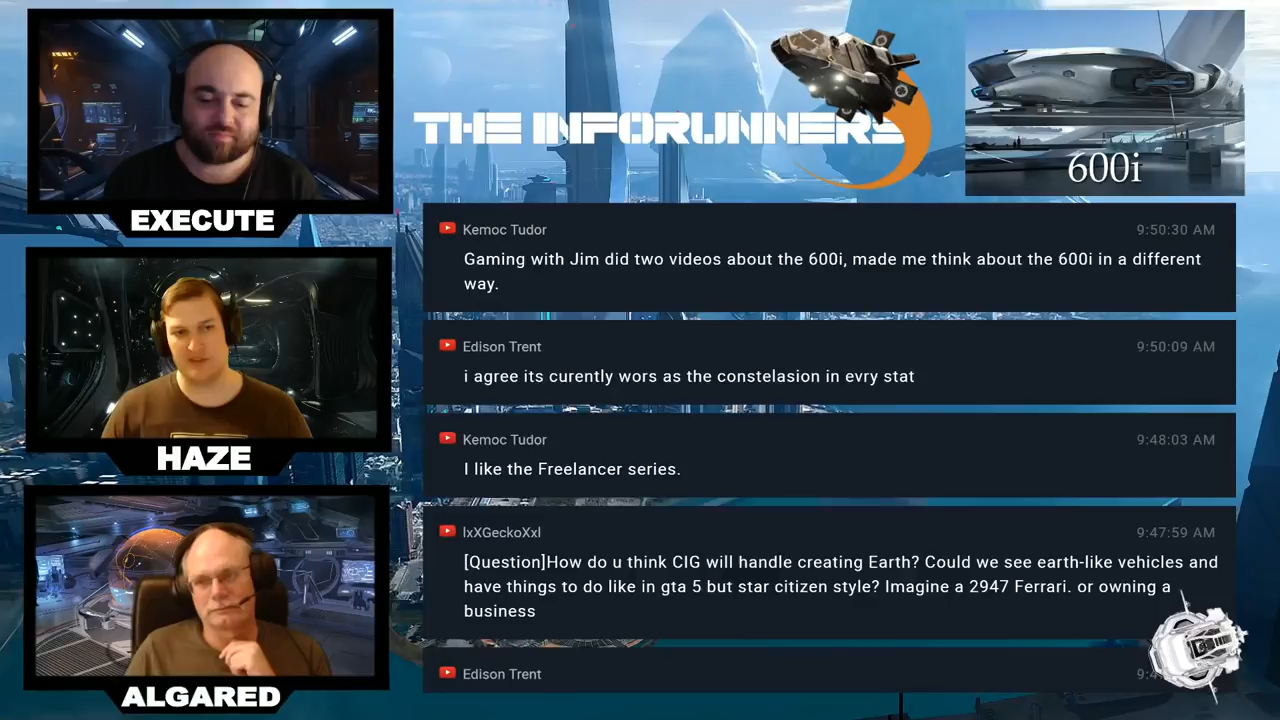 THE INFORUNNERS
600i
EXECUTE
HAZE
ALGARED
Kemoc Tudor 9:50:30 AM
Gaming with Jim did two videos about the 600i, made me think about the 600i in a different
way.
Edison Trent 9:50:09 AM
i agree its curently wors as the constelasion in evry stat
Kemoc Tudor 9:48:03 AM
I like the Freelancer series.
lxXGeckoXxl 9:47:59 AM
[Question]How do u think CIG will handle creating Earth? Could we see earth-like vehicles and
have things to do like in gta 5 but star citizen style? Imagine a 2947 Ferrari. or owning a
business
Edison Trent